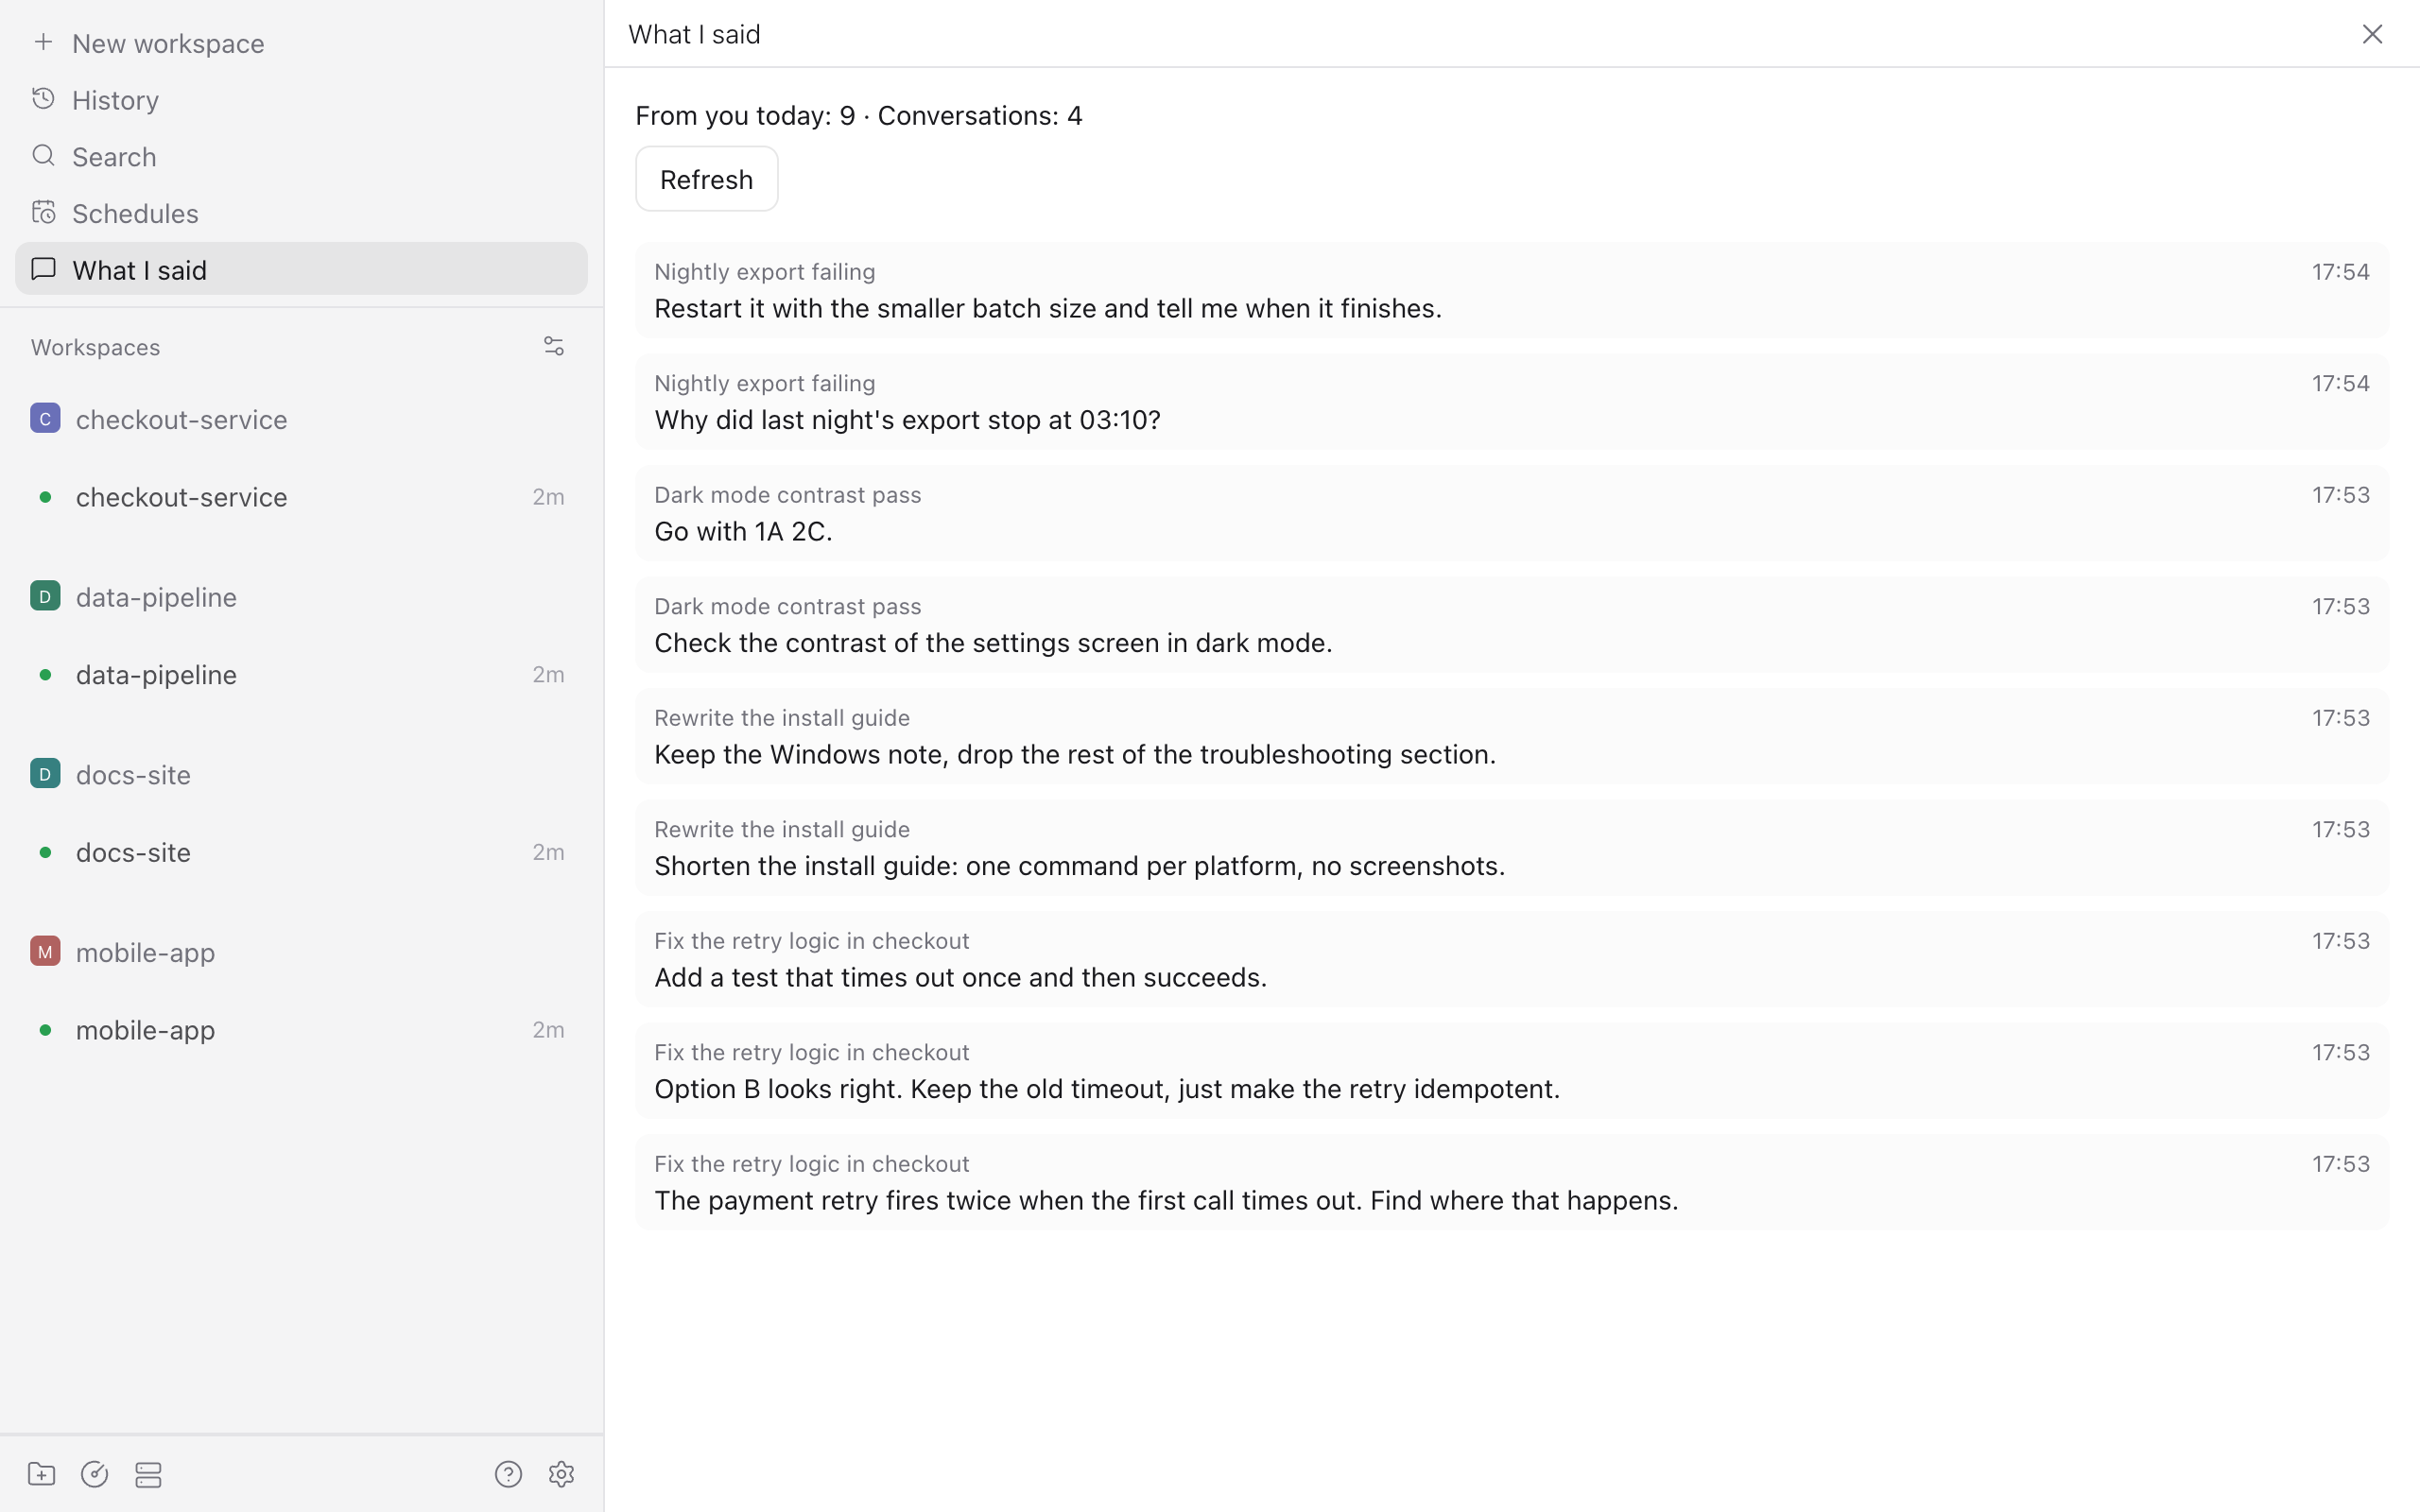 New workspace
History
Search
Schedules
What I said
Workspaces
C checkout-service
checkout-service 2m
D data-pipeline
data-pipeline 2m
D docs-site
docs-site 2m
M mobile-app
mobile-app 2m
What I said
From you today: 9 · Conversations: 4
Refresh
Nightly export failing 17:54
Restart it with the smaller batch size and tell me when it finishes.
Nightly export failing 17:54
Why did last night's export stop at 03:10?
Dark mode contrast pass 17:53
Go with 1A 2C.
Dark mode contrast pass 17:53
Check the contrast of the settings screen in dark mode.
Rewrite the install guide 17:53
Keep the Windows note, drop the rest of the troubleshooting section.
Rewrite the install guide 17:53
Shorten the install guide: one command per platform, no screenshots.
Fix the retry logic in checkout 17:53
Add a test that times out once and then succeeds.
Fix the retry logic in checkout 17:53
Option B looks right. Keep the old timeout, just make the retry idempotent.
Fix the retry logic in checkout 17:53
The payment retry fires twice when the first call times out. Find where that happens.